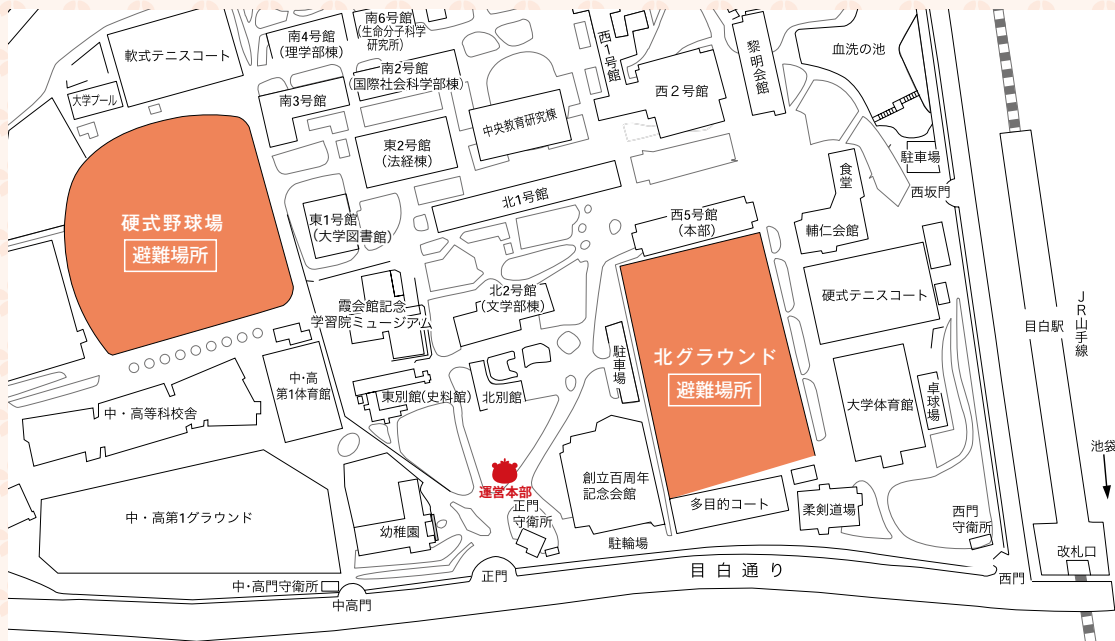 南4号館
(理学部棟)
南6号館
(生命分子科学
研究所)
西1号館
黎明会館
血洗の池
軟式テニスコート
南2号館
(国際社会科学部棟)
大学プール
南3号館
西2号館
中央教育研究棟
東2号館
(法経棟)
駐車場
食堂
西坂門
北1号館
硬式野球場
避難場所
東1号館
(大学図書館)
西5号館
(本部)
輔仁会館
北2号館
(文学部棟)
硬式テニスコート
霞会館記念
学習院ミュージアム
目白駅
JR山手線
駐車場
北グラウンド
避難場所
中・高
第1体育館
東別館(史料館)
北別館
大学体育館
卓球場
中・高等科校舎
池袋
創立百周年
記念会館
運営本部
多目的コート
柔剣道場
中・高第1グラウンド
正門
守衛所
西門
守衛所
幼稚園
駐輪場
改札口
目白通り
正門
西門
中・高門守衛所
中高門